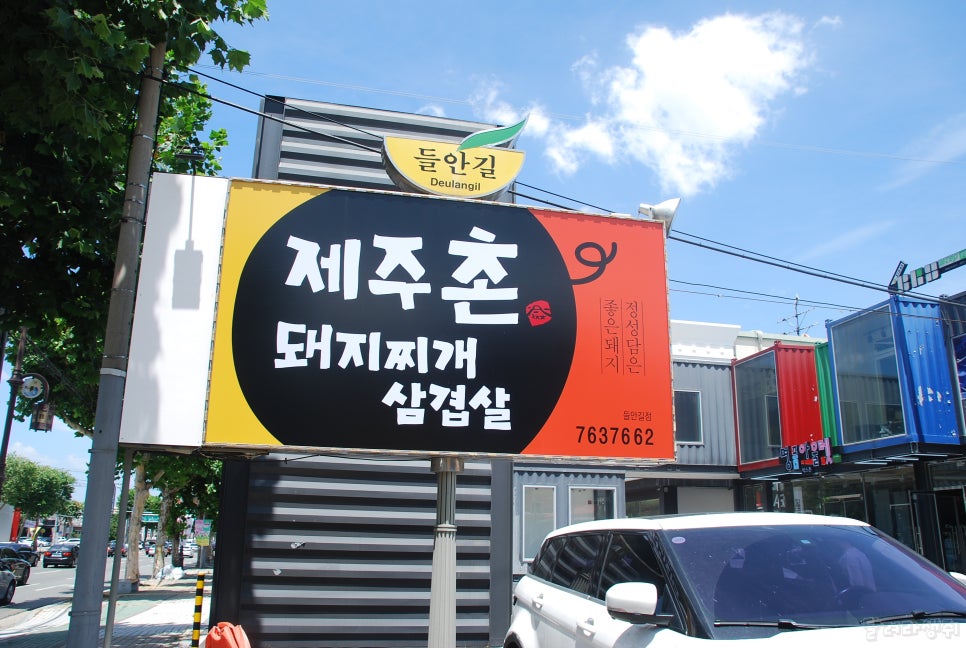 들안길
Deulangil
제주촌
돼지찌개
삼겹살
정성담은
좋은돼지
들안길점
7637662